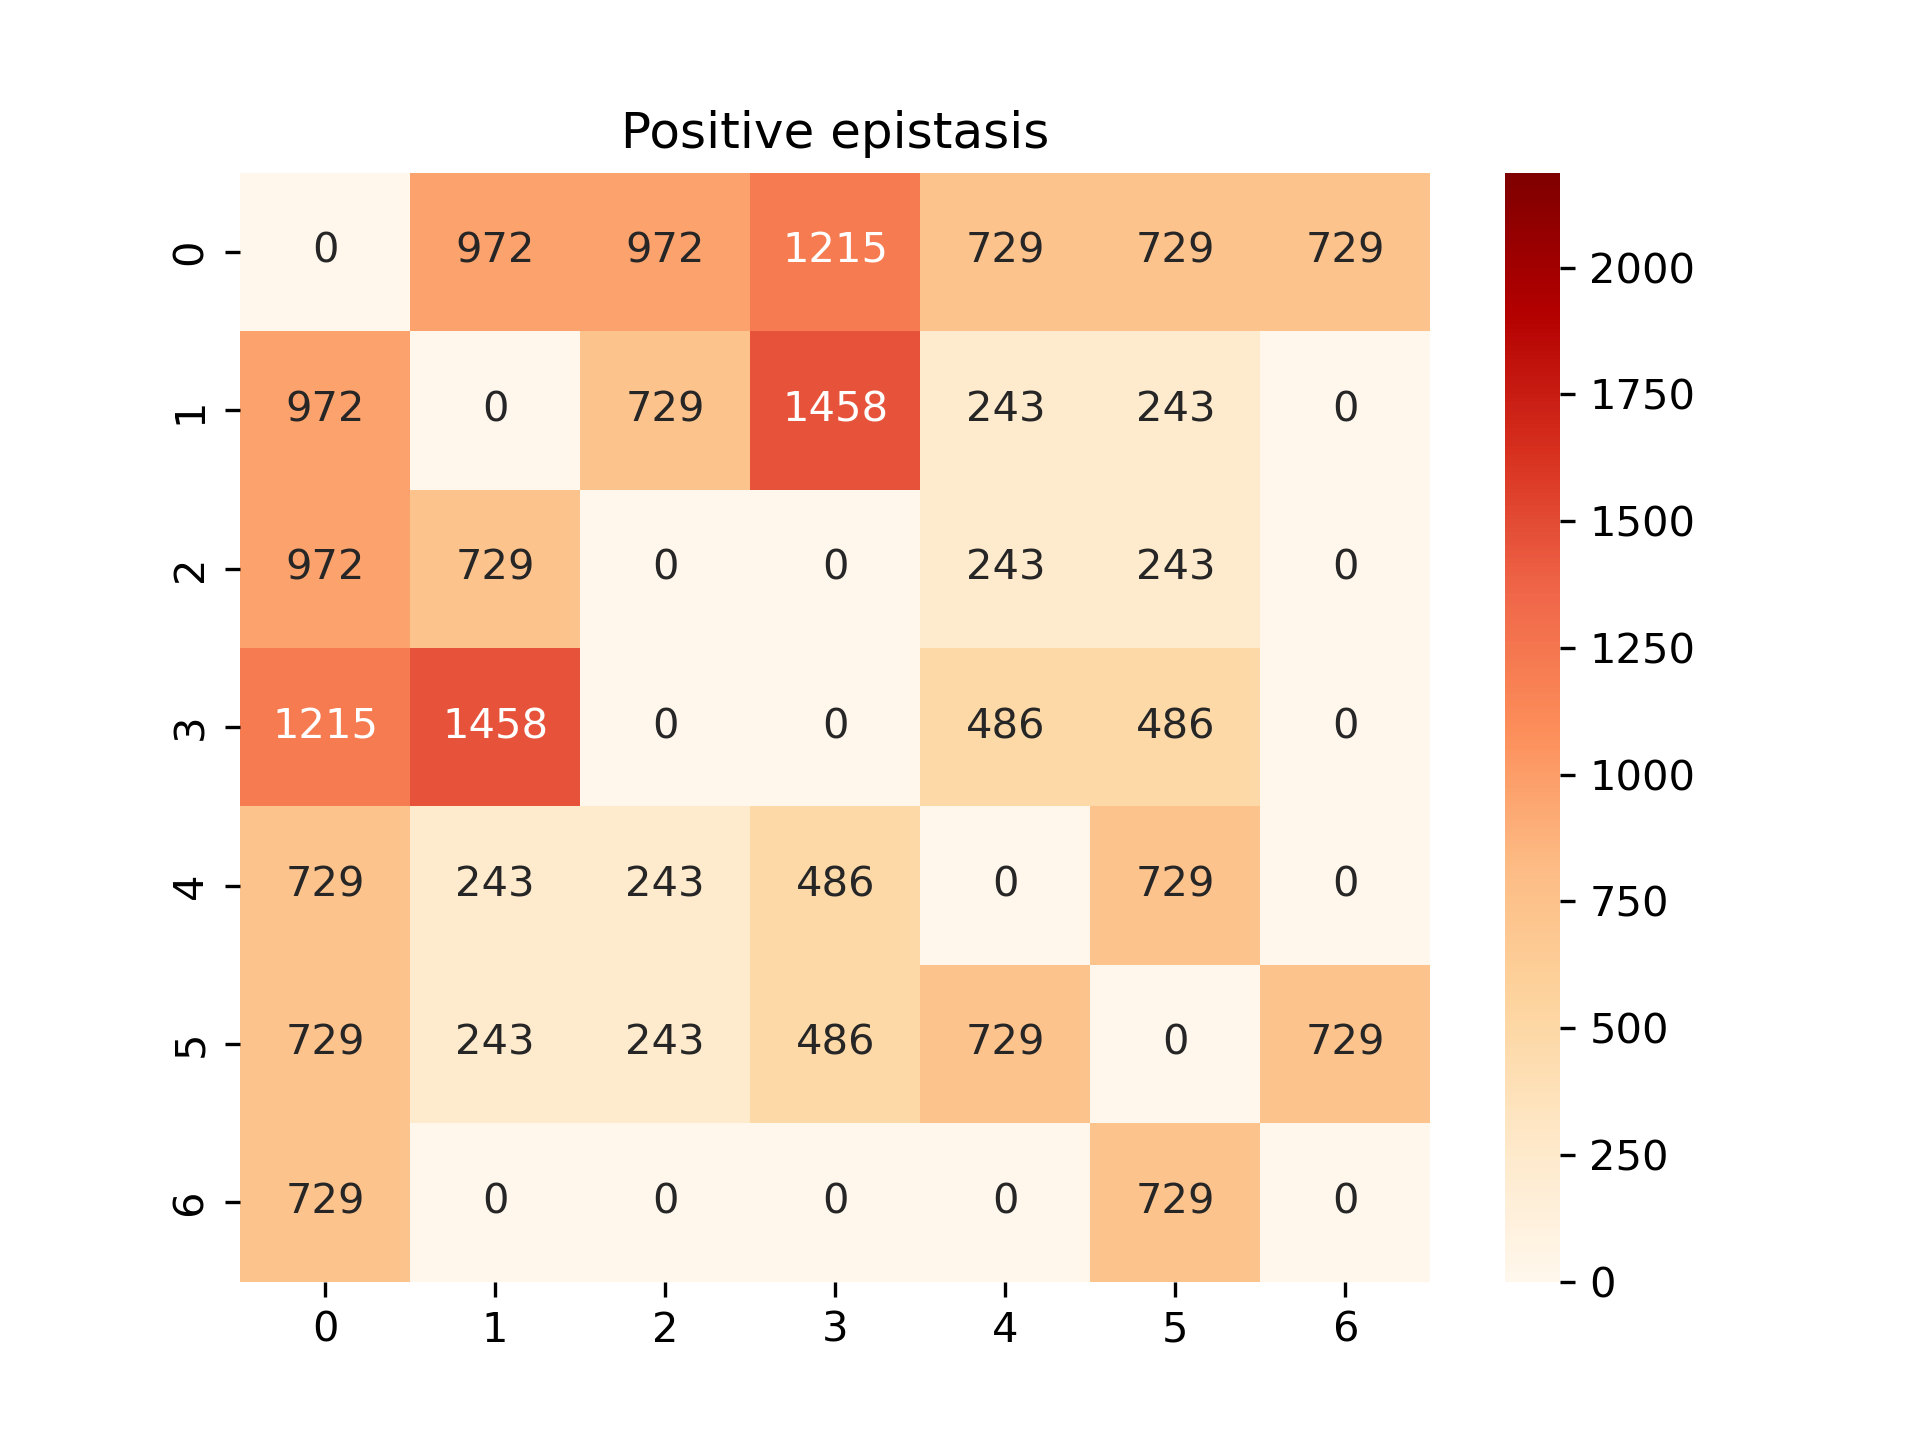 Positive epistasis
0 0 972 972 1215 729 729 729
1 972 0 729 1458 243 243 0
2 972 729 0 0 243 243 0
3 1215 1458 0 0 486 486 0
4 729 243 243 486 0 729 0
5 729 243 243 486 729 0 729
6 729 0 0 0 0 729 0
0 1 2 3 4 5 6
2000
1750
1500
1250
1000
750
500
250
0